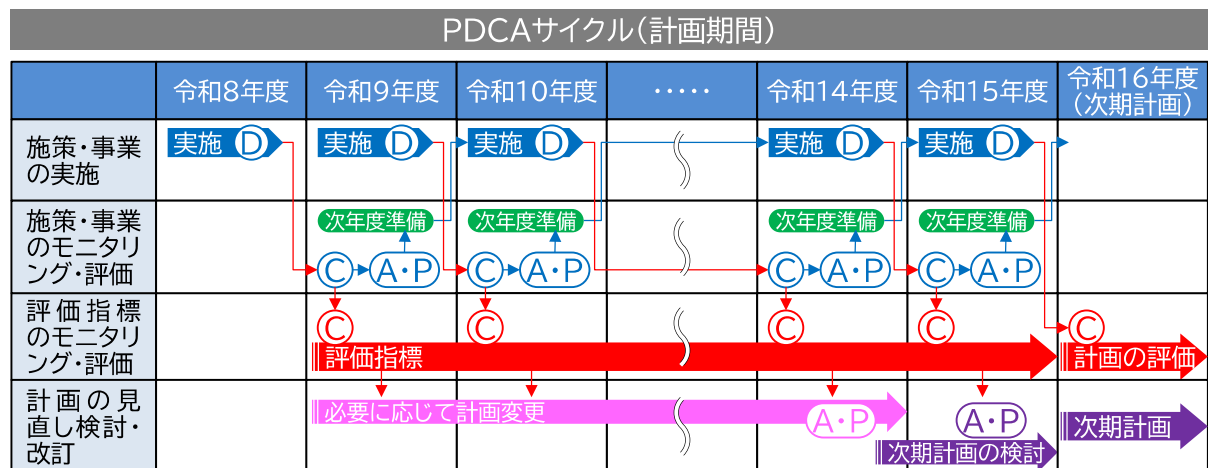 PDCAサイクル（計画期間）
令和8年度
令和9年度
令和10年度
・・・・・
令和14年度
令和15年度
令和16年度
（次期計画）
施策・事業
の実施
実施 D
実施 D
実施 D
実施 D
実施 D
施策・事業
のモニタリ
ング・評価
次年度準備
次年度準備
次年度準備
次年度準備
C
A・P
C
A・P
C
A・P
C
A・P
評価指標
のモニタリ
ング・評価
C
C
C
C
C
評価指標
計画の評価
計画の見
直し検討・
改訂
必要に応じて計画変更
A・P
A・P
次期計画の検討
次期計画